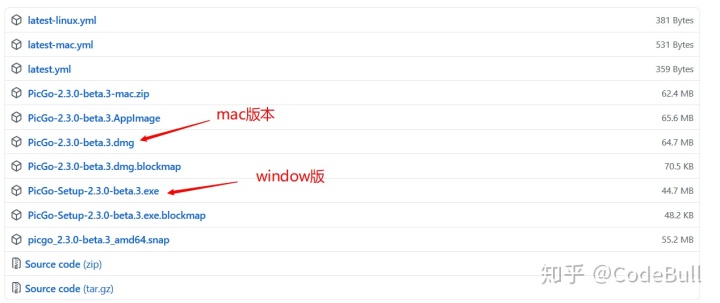 latest-linux.yml 381 Bytes
latest-mac.yml 531 Bytes
latest.yml 359 Bytes
PicGo-2.3.0-beta.3-mac.zip 62.4 MB
mac版本
PicGo-2.3.0-beta.3.AppImage 65.6 MB
PicGo-2.3.0-beta.3.dmg 64.7 MB
PicGo-2.3.0-beta.3.dmg.blockmap 70.5 KB
window版
PicGo-Setup-2.3.0-beta.3.exe 44.7 MB
PicGo-Setup-2.3.0-beta.3.exe.blockmap 48.2 KB
picgo_2.3.0-beta.3_amd64.snap 55.2 MB
Source code (zip)
知乎 @CodeBull
Source code (tar.gz)